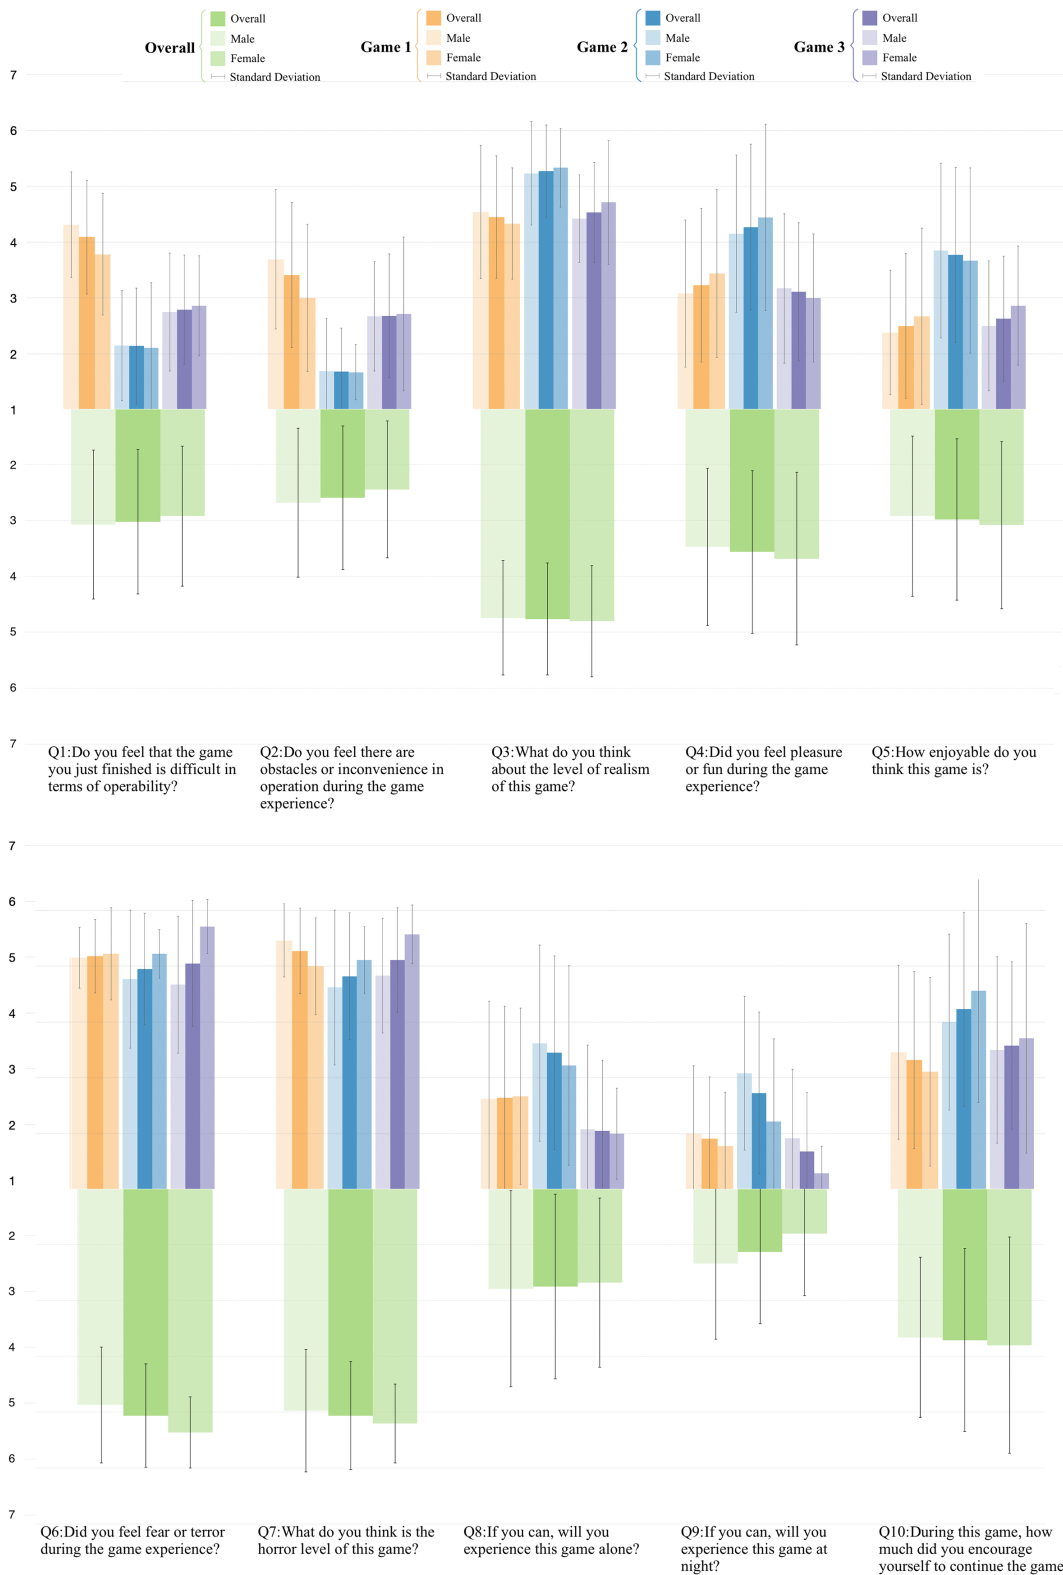 Overall
Overall
Male
Female
Standard Deviation
Game 1
Overall
Male
Female
Standard Deviation
Game 2
Overall
Male
Female
Standard Deviation
Game 3
Overall
Male
Female
Standard Deviation
7
6
5
4
3
2
1
2
3
4
5
6
7
Q1:Do you feel that the game
you just finished is difficult in
terms of operability?
Q2:Do you feel there are
obstacles or inconvenience in
operation during the game
experience?
Q3:What do you think
about the level of realism
of this game?
Q4:Did you feel pleasure
or fun during the game
experience?
Q5:How enjoyable do you
think this game is?
7
6
5
4
3
2
1
2
3
4
5
6
7
Q6:Did you feel fear or terror
during the game experience?
Q7:What do you think is the
horror level of this game?
Q8:If you can, will you
experience this game alone?
Q9:If you can, will you
experience this game at
night?
Q10:During this game, how
much did you encourage
yourself to continue the game